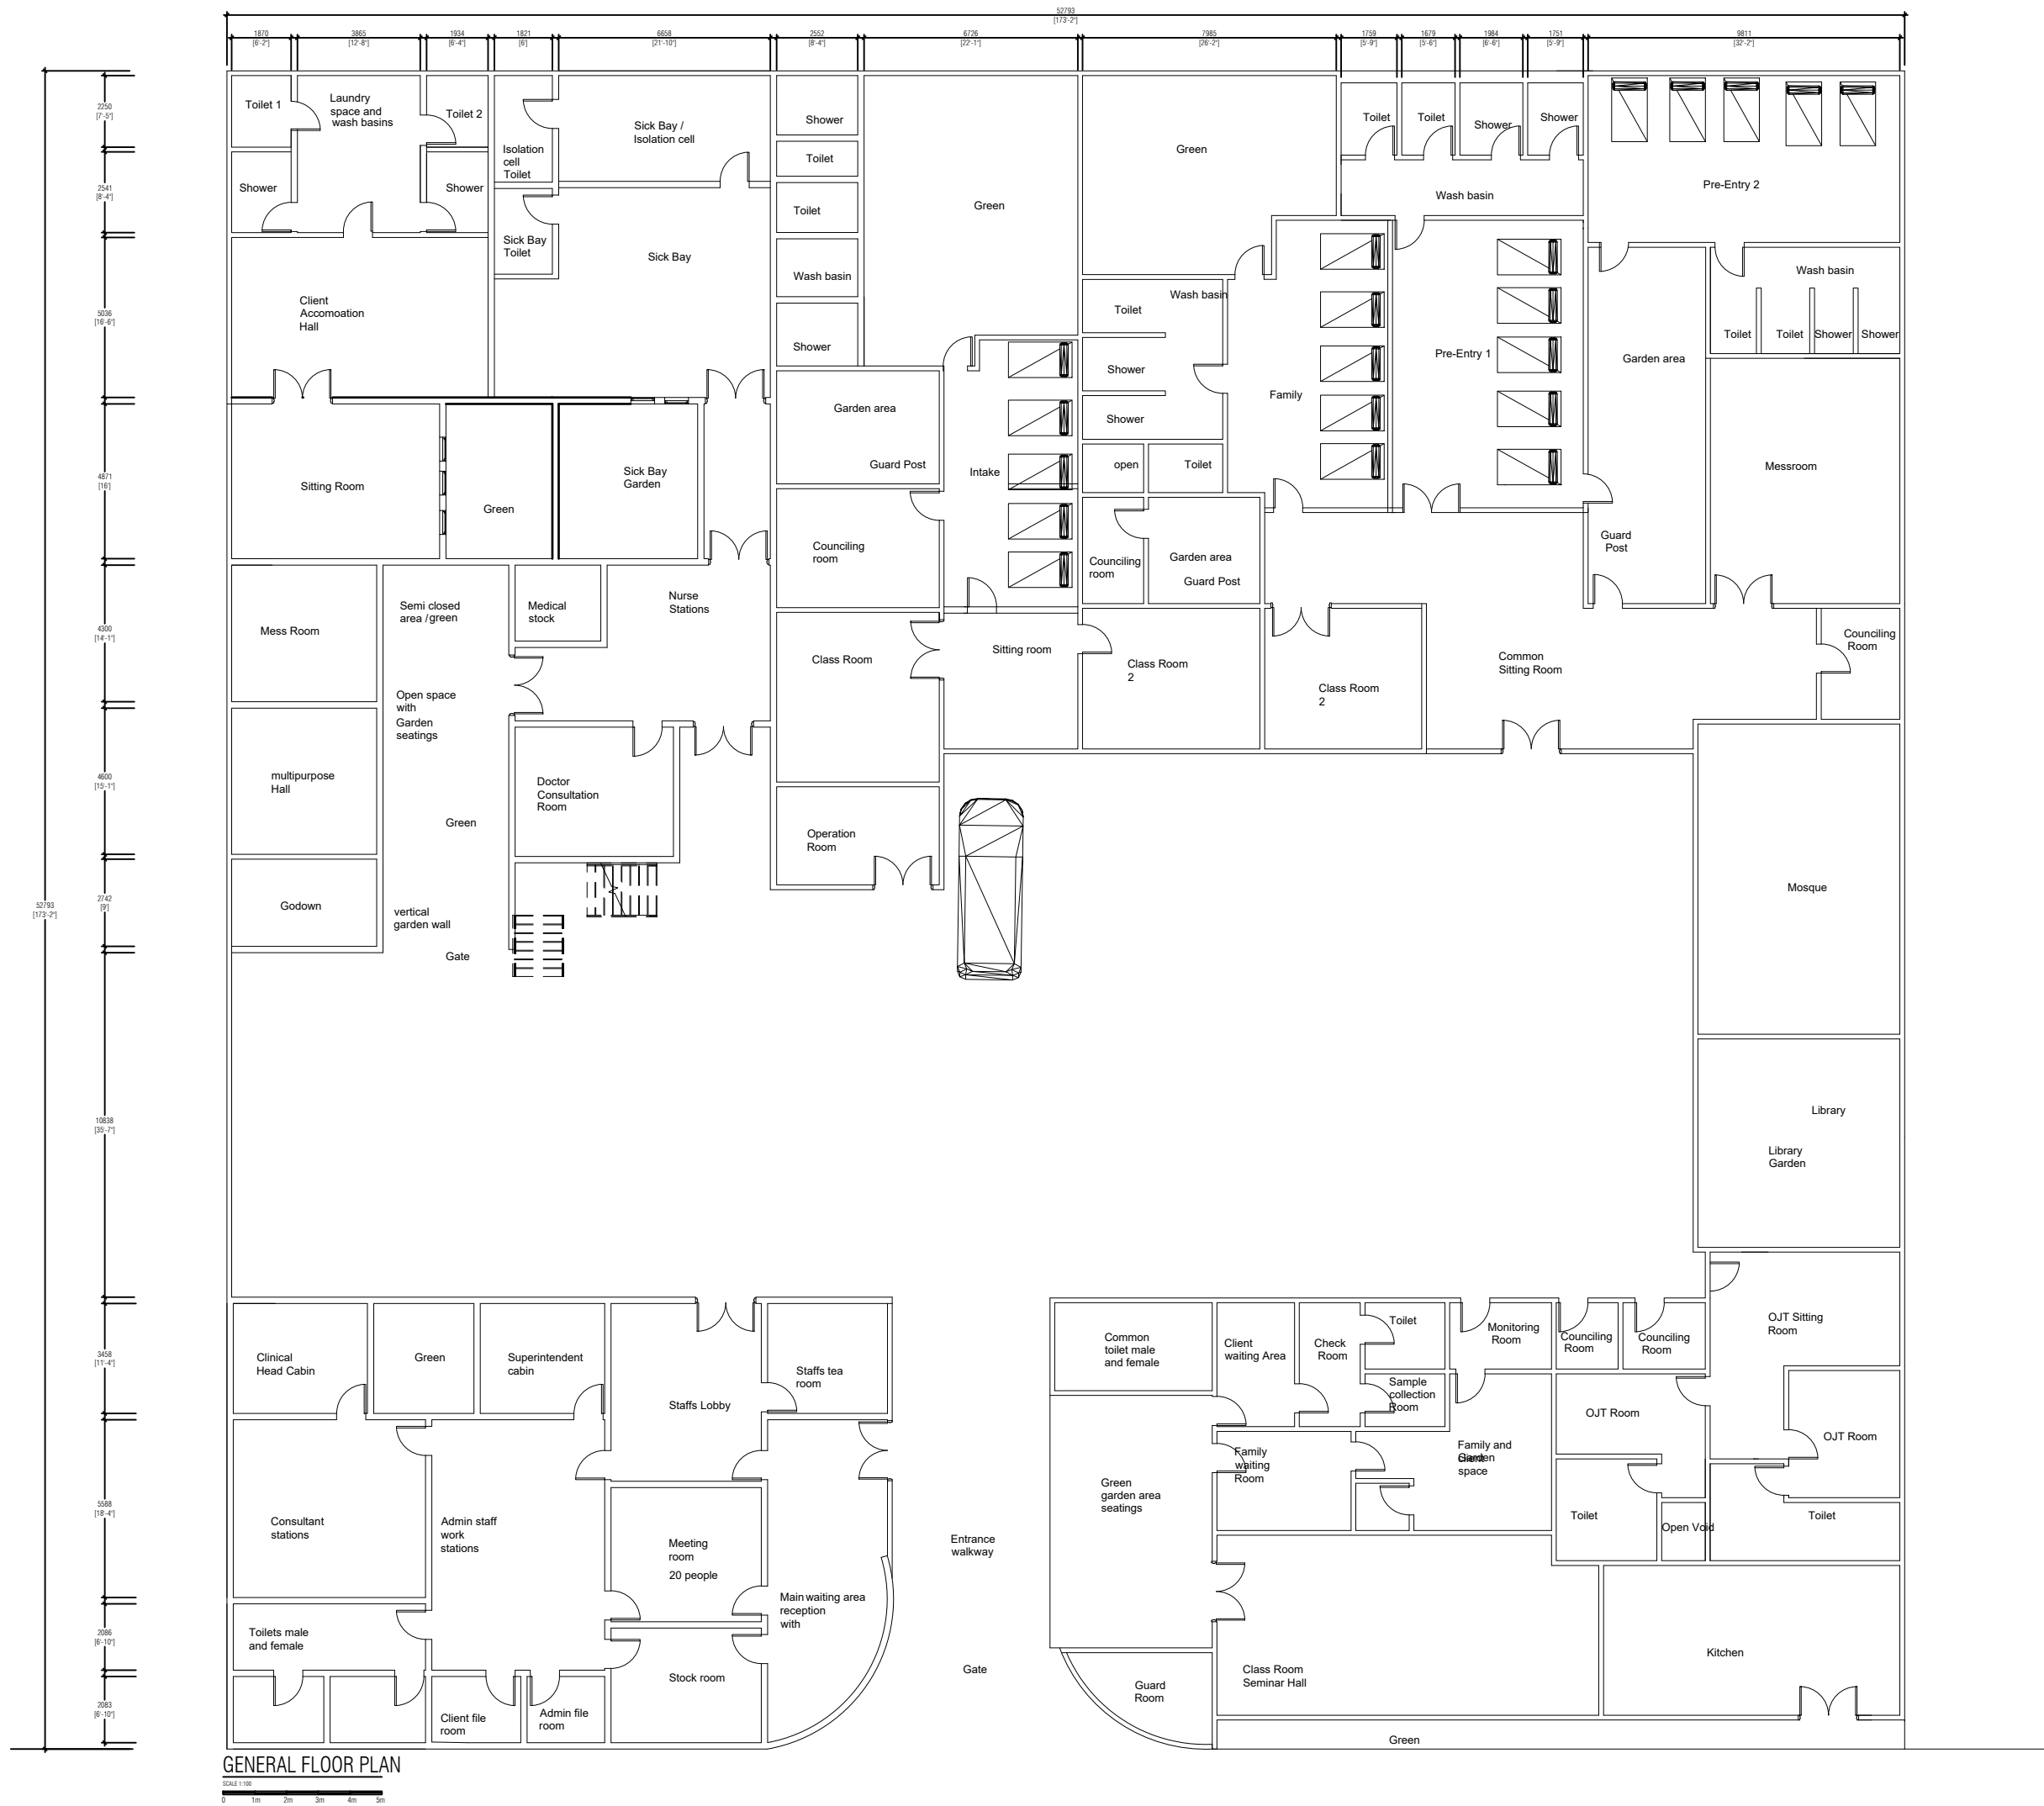 52793
[173'-2"]
1870
[6'-2"]
3865
[12'-8"]
1934
[6'-4"]
1821
[6']
6658
[21'-10"]
2552
[8'-4"]
6726
[22'-1"]
7985
[26'-2"]
1759
[5'-9"]
1679
[5'-6"]
1984
[6'-6"]
1751
[5'-9"]
9811
[32'-2"]
2250
[7'-5"]
2541
[8'-4"]
5036
[16'-6"]
4871
[16']
4300
[14'-1"]
4600
[15'-1"]
2742
[9']
52793
[173'-2"]
10838
[35'-7"]
3458
[11'-4"]
5588
[18'-4"]
2086
[6'-10"]
2083
[6'-10"]
Toilet 1
Laundry
space and
wash basins
Toilet 2
Shower
Shower
Isolation
cell
Toilet
Sick Bay /
Isolation cell
Sick Bay
Toilet
Sick Bay
Shower
Toilet
Toilet
Wash basin
Shower
Green
Green
Toilet
Toilet
Shower
Shower
Wash basin
Pre-Entry 2
Client
Accomoation
Hall
Wash basin
Toilet
Shower
Shower
open
Toilet
Family
Pre-Entry 1
Garden area
Wash basin
Toilet
Toilet
Shower
Shower
Messroom
Sitting Room
Green
Sick Bay
Garden
Garden area
Guard Post
Intake
Counciling
room
Counciling
room
Garden area
Guard Post
Guard
Post
Mess Room
Semi closed
area /green
Medical
stock
Nurse
Stations
Class Room
Sitting room
Class Room
2
Class Room
2
Common
Sitting Room
Counciling
Room
Open space
with
Garden
seatings
multipurpose
Hall
Green
Doctor
Consultation
Room
Operation
Room
Godown
vertical
garden wall
Gate
Mosque
Library
Library
Garden
Clinical
Head Cabin
Green
Superintendent
cabin
Staffs Lobby
Staffs tea
room
Common
toilet male
and female
Client
waiting Area
Check
Room
Toilet
Sample
collection
Room
Monitoring
Room
Counciling
Room
Counciling
Room
OJT Sitting
Room
OJT Room
OJT Room
Consultant
stations
Admin staff
work
stations
Meeting
room
20 people
Main waiting area
reception
with
Entrance
walkway
Green
garden area
seatings
Family
waiting
Room
Family and
Garden
space
Toilet
Open Void
Toilet
Toilets male
and female
Client file
room
Admin file
room
Stock room
Gate
Guard
Room
Class Room
Seminar Hall
Kitchen
Green
GENERAL FLOOR PLAN
SCALE 1:100
0 1m 2m 3m 4m 5m